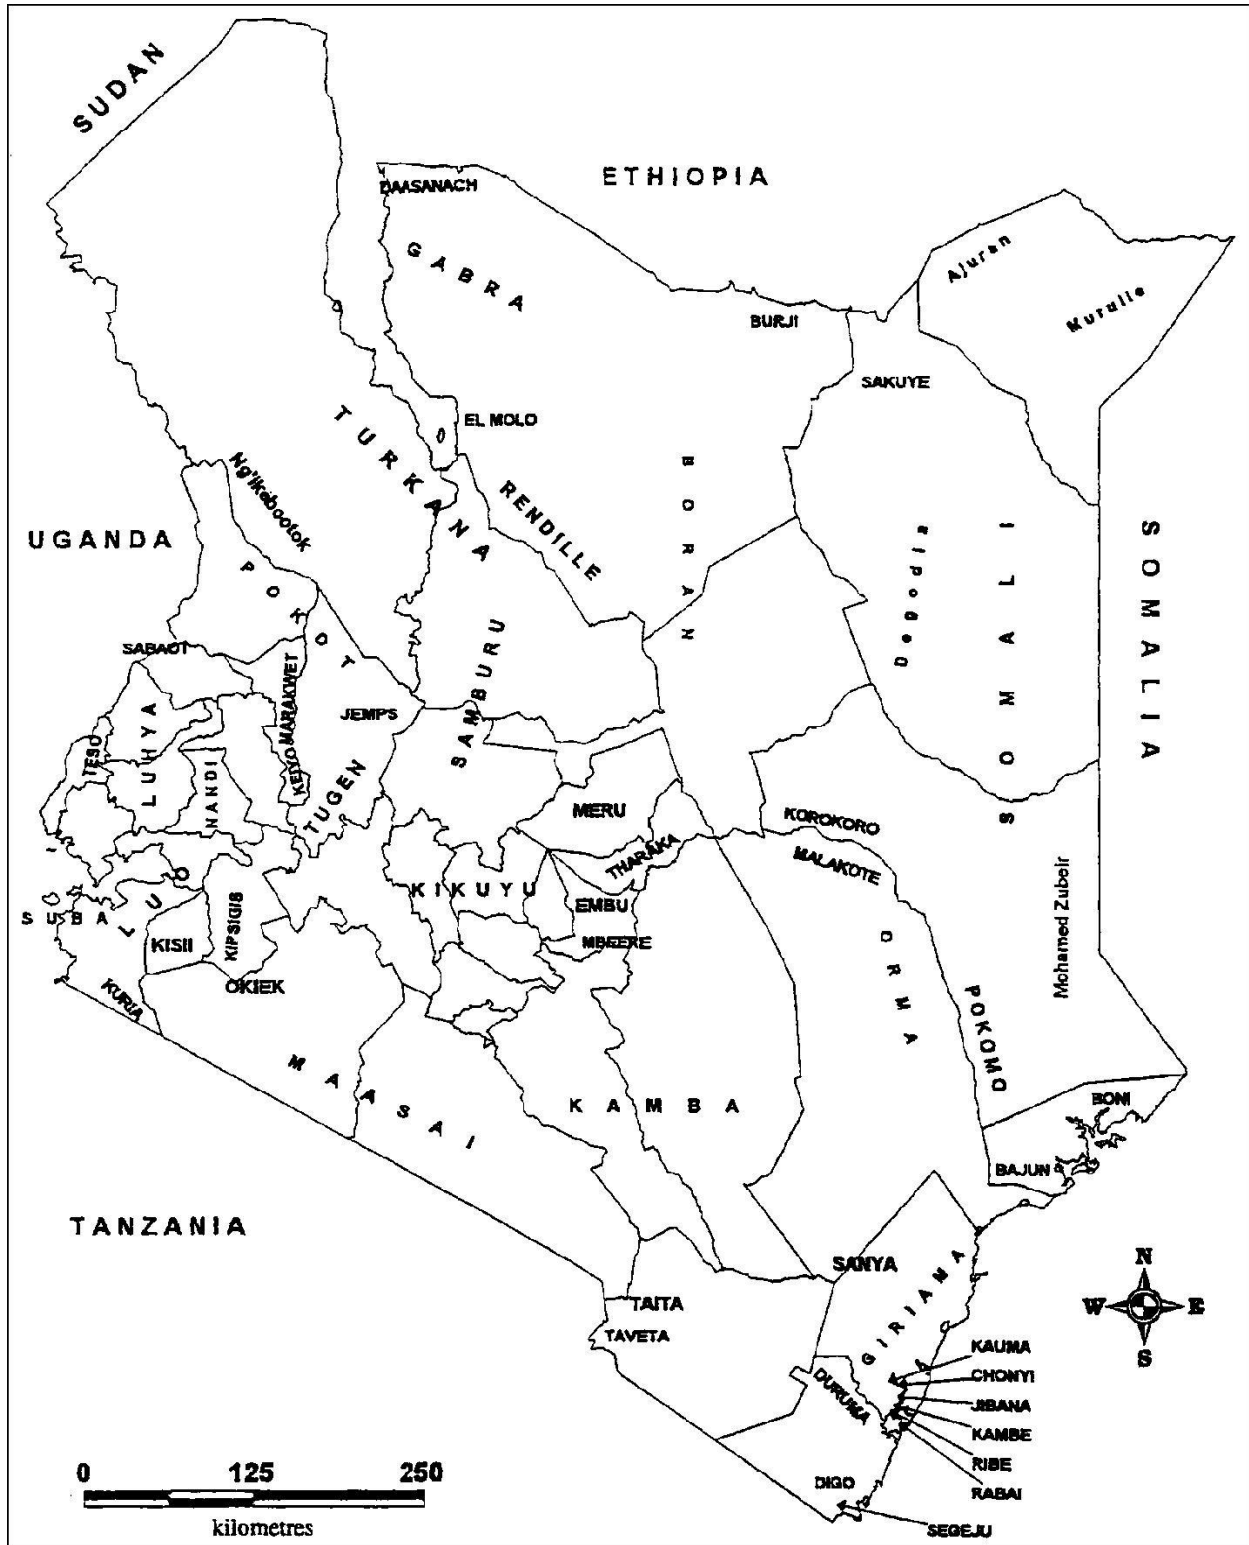 SUDAN
ETHIOPIA
DAASANACH
GABRA
Ajuran
Murulle
BURJI
SAKUYE
TURKANA
EL MOLO
Ng'ikebootok
RENDILLE
BORAN
UGANDA
Degodia
SOMALI
SOMALIA
POKOT
SABAOT
SAMBURU
MARAKWET
KEIYO
JEMPS
LUHYA
TESO
NANDI
TUGEN
MERU
KOROKORO
THARAKA
MALAKOTE
KIKUYU
EMBU
MBEERE
SUBA
LUO
KISII
KIPSIGIS
OKIEK
KURIA
ORMA
POKOMO
Mohamed Zubeir
MAASAI
KAMBA
BONI
BAJUN
TANZANIA
SANYA
GIRIAMA
TAITA
TAVETA
DURUMA
KAUMA
CHONYI
JIBANA
KAMBE
RIBE
RABAI
DIGO
SEGEJU
N
W E
S
0 125 250
kilometres